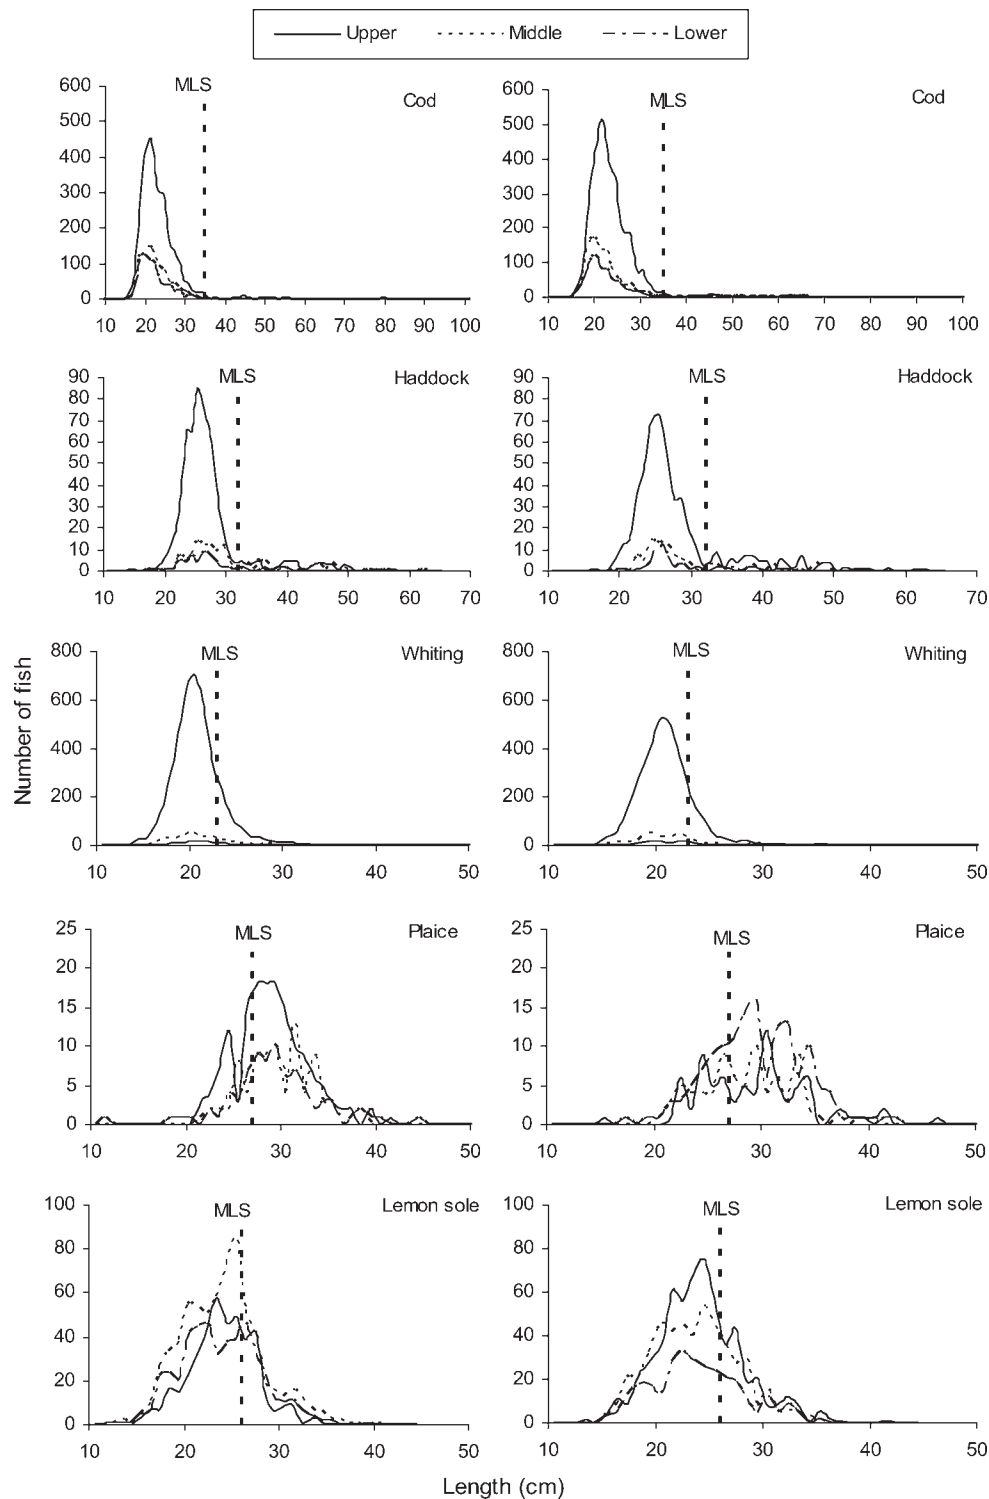 Upper Middle Lower
MLS Cod
600
500
400
300
200
100
0
10 20 30 40 50 60 70 80 90 100
MLS Cod
600
500
400
300
200
100
0
10 20 30 40 50 60 70 80 90 100
MLS Haddock
90
80
70
60
50
40
30
20
10
0
10 20 30 40 50 60 70
MLS Haddock
90
80
70
60
50
40
30
20
10
0
10 20 30 40 50 60 70
Number of fish
MLS Whiting
800
600
400
200
0
10 20 30 40 50
MLS Whiting
800
600
400
200
0
10 20 30 40 50
MLS Plaice
25
20
15
10
5
0
10 20 30 40 50
MLS Plaice
25
20
15
10
5
0
10 20 30 40 50
MLS Lemon sole
100
80
60
40
20
0
10 20 30 40 50
MLS Lemon sole
100
80
60
40
20
0
10 20 30 40 50
Length (cm)